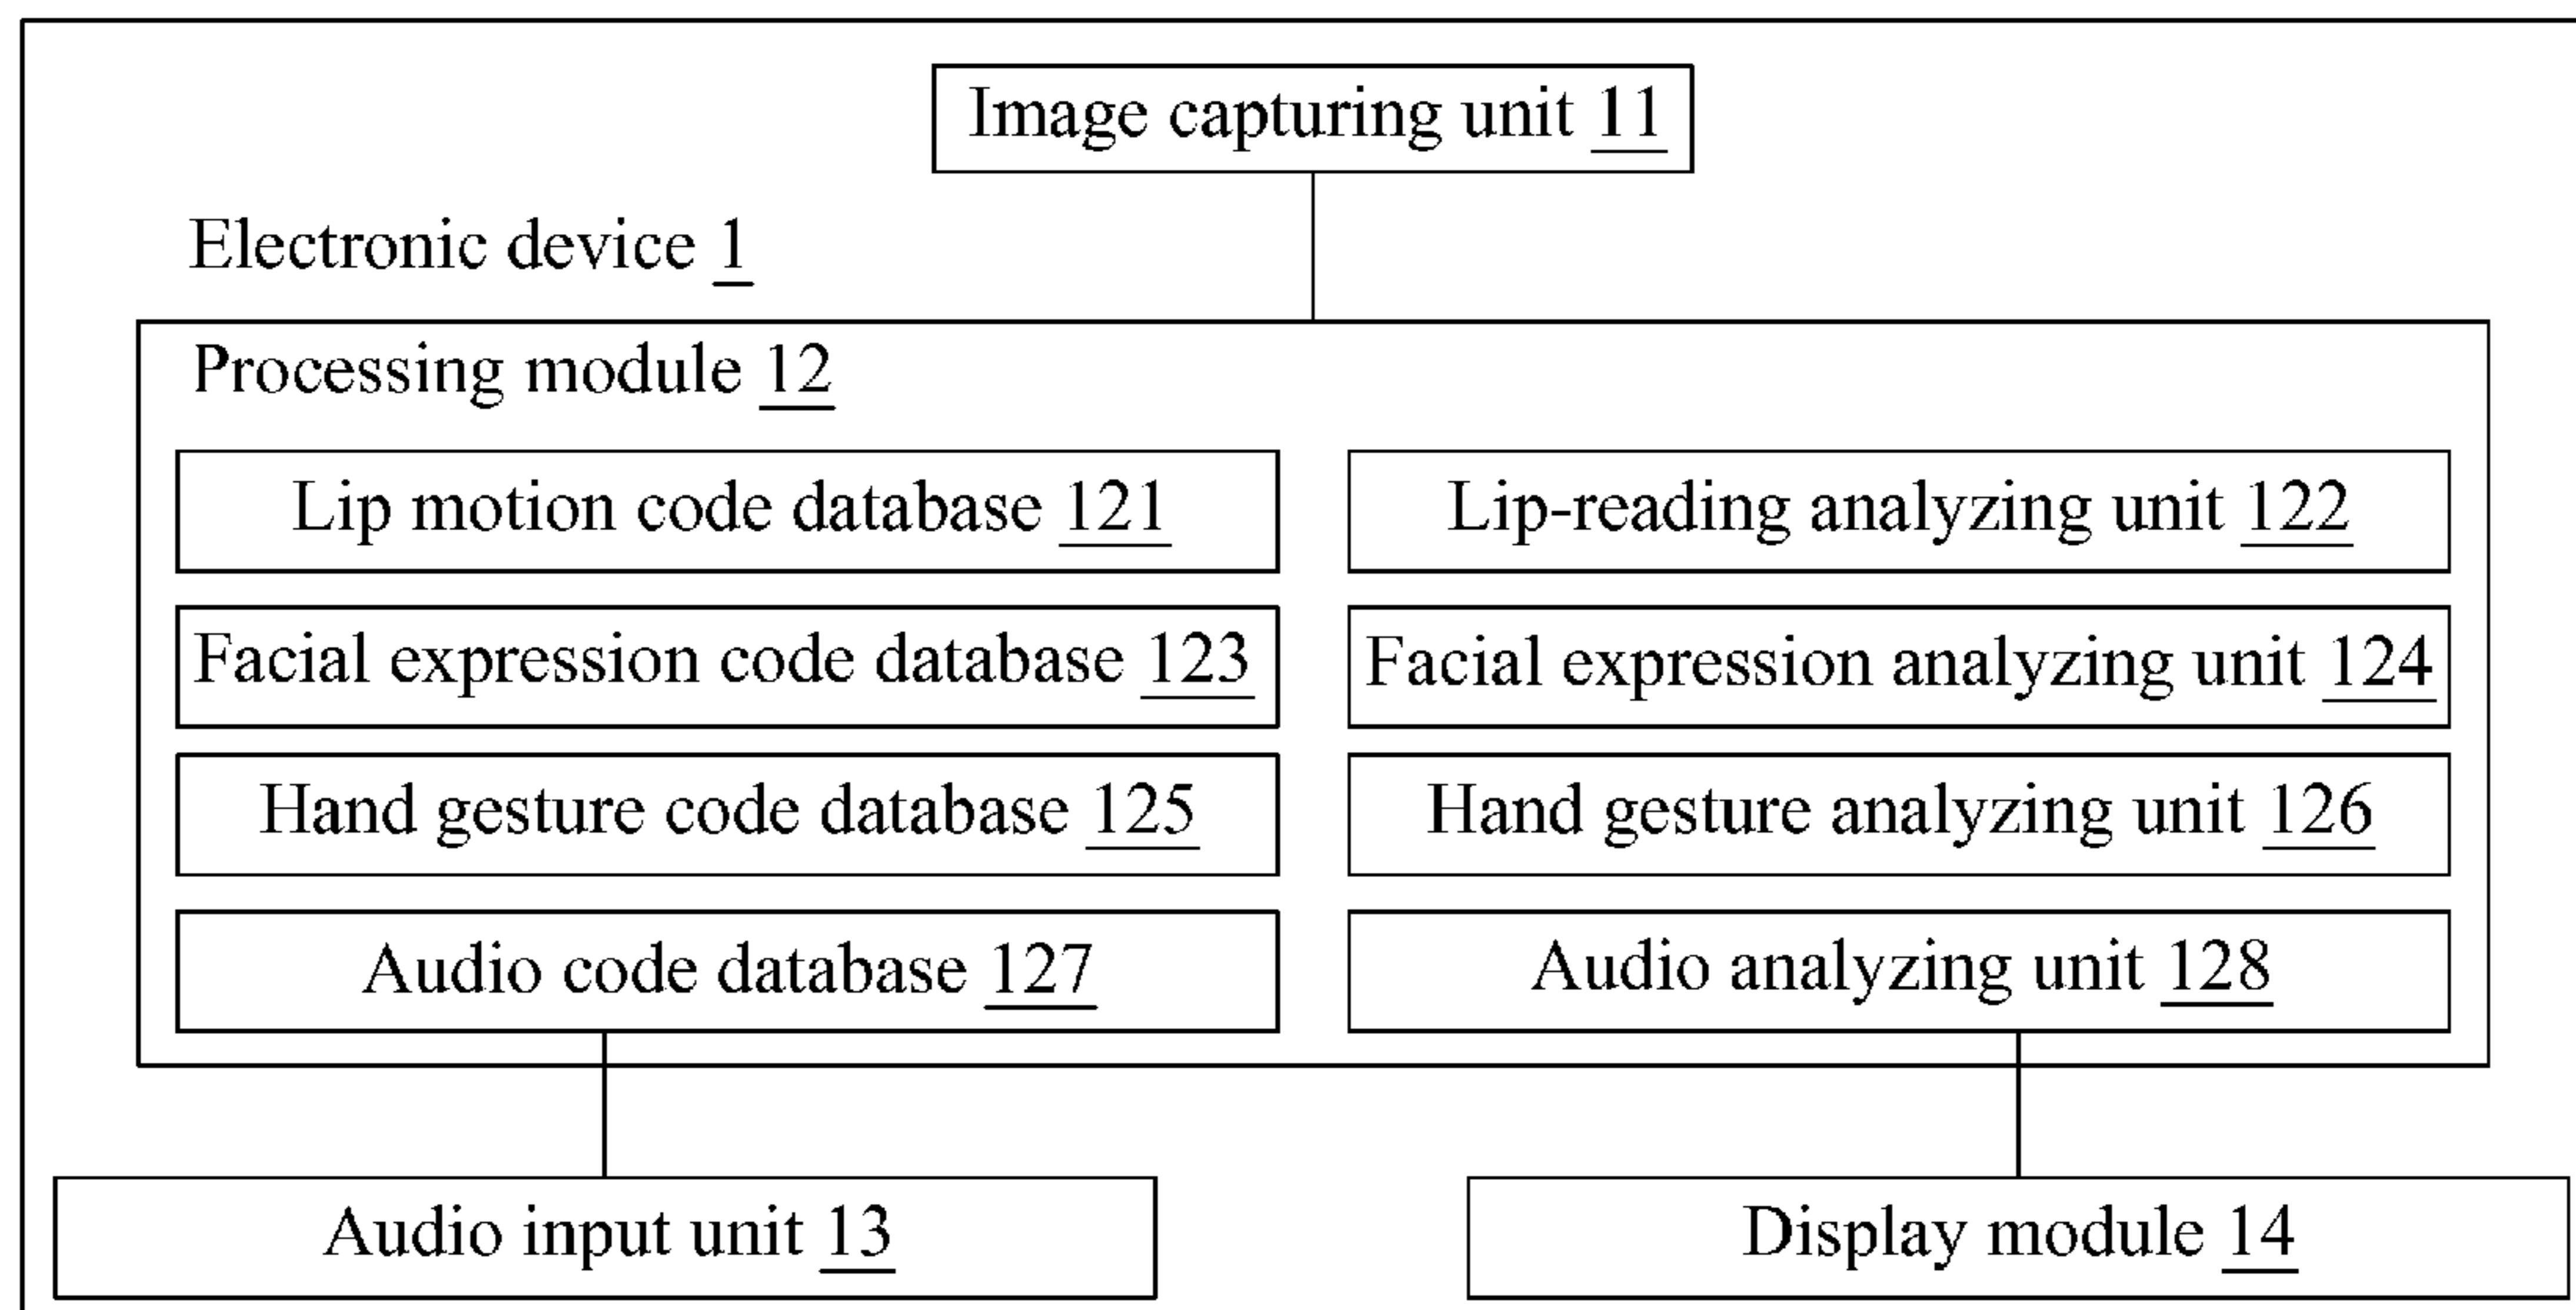 Image capturing unit 11
Electronic device 1
Processing module 12
Lip motion code database 121
Lip-reading analyzing unit 122
Facial expression code database 123
Facial expression analyzing unit 124
Hand gesture code database 125
Hand gesture analyzing unit 126
Audio code database 127
Audio analyzing unit 128
Audio input unit 13
Display module 14